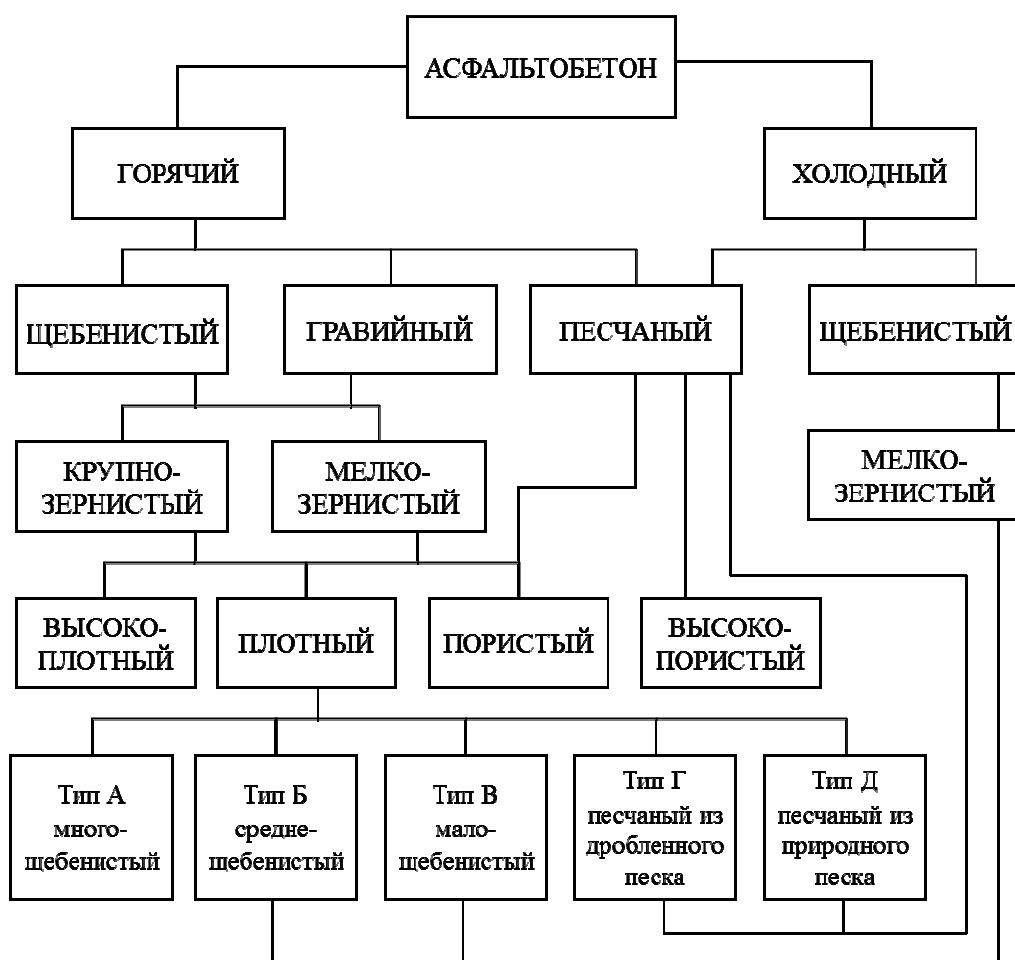 АСФАЛЬТОБЕТОН
ГОРЯЧИЙ
ХОЛОДНЫЙ
ЩЕБЕНИСТЫЙ
ГРАВИЙНЫЙ
ПЕСЧАНЫЙ
ЩЕБЕНИСТЫЙ
КРУПНО-
ЗЕРНИСТЫЙ
МЕЛКО-
ЗЕРНИСТЫЙ
МЕЛКО-
ЗЕРНИСТЫЙ
ВЫСОКО-
ПЛОТНЫЙ
ПЛОТНЫЙ
ПОРИСТЫЙ
ВЫСОКО-
ПОРИСТЫЙ
Тип А
много-
щебенистый
Тип Б
средне-
щебенистый
Тип В
мало-
щебенистый
Тип Г
песчаный из
дробленного
песка
Тип Д
песчаный из
природного
песка